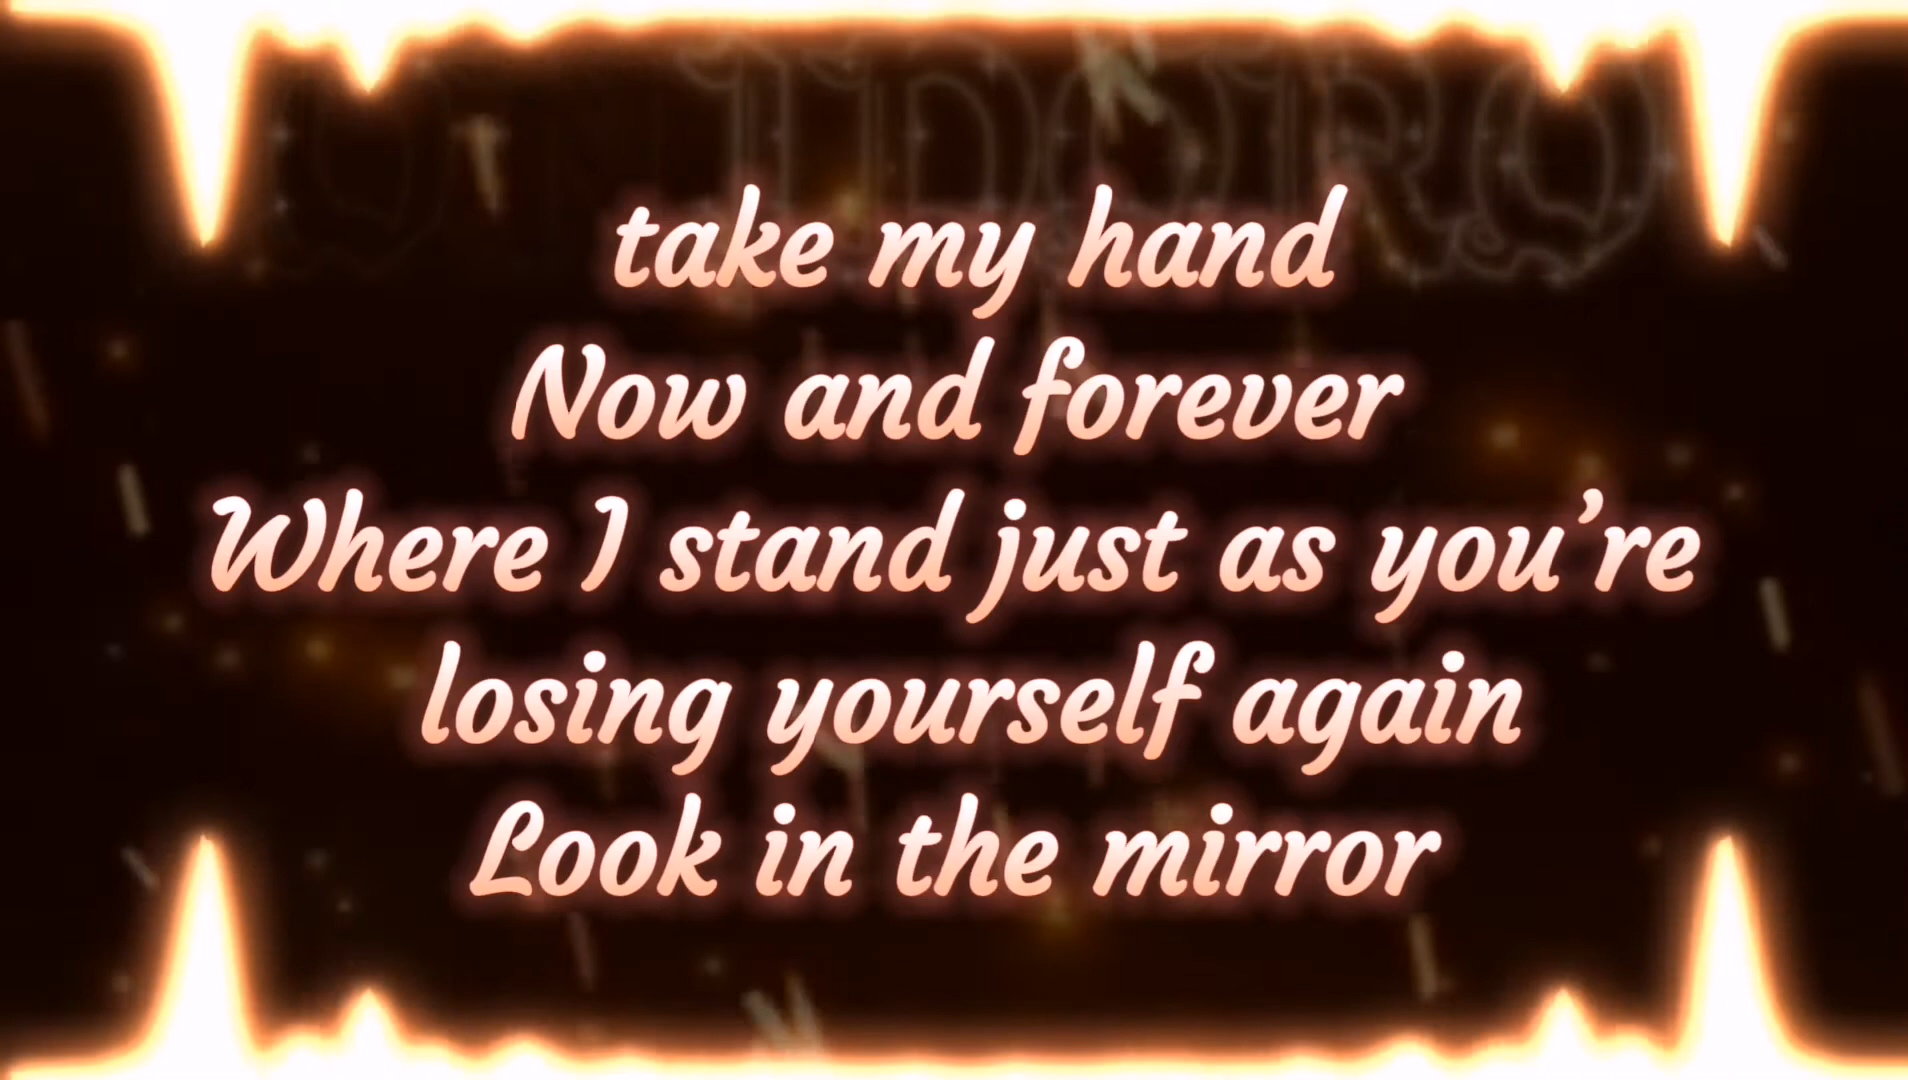 take my hand
Now and forever
Where I stand just as you’re
losing yourself again
Look in the mirror